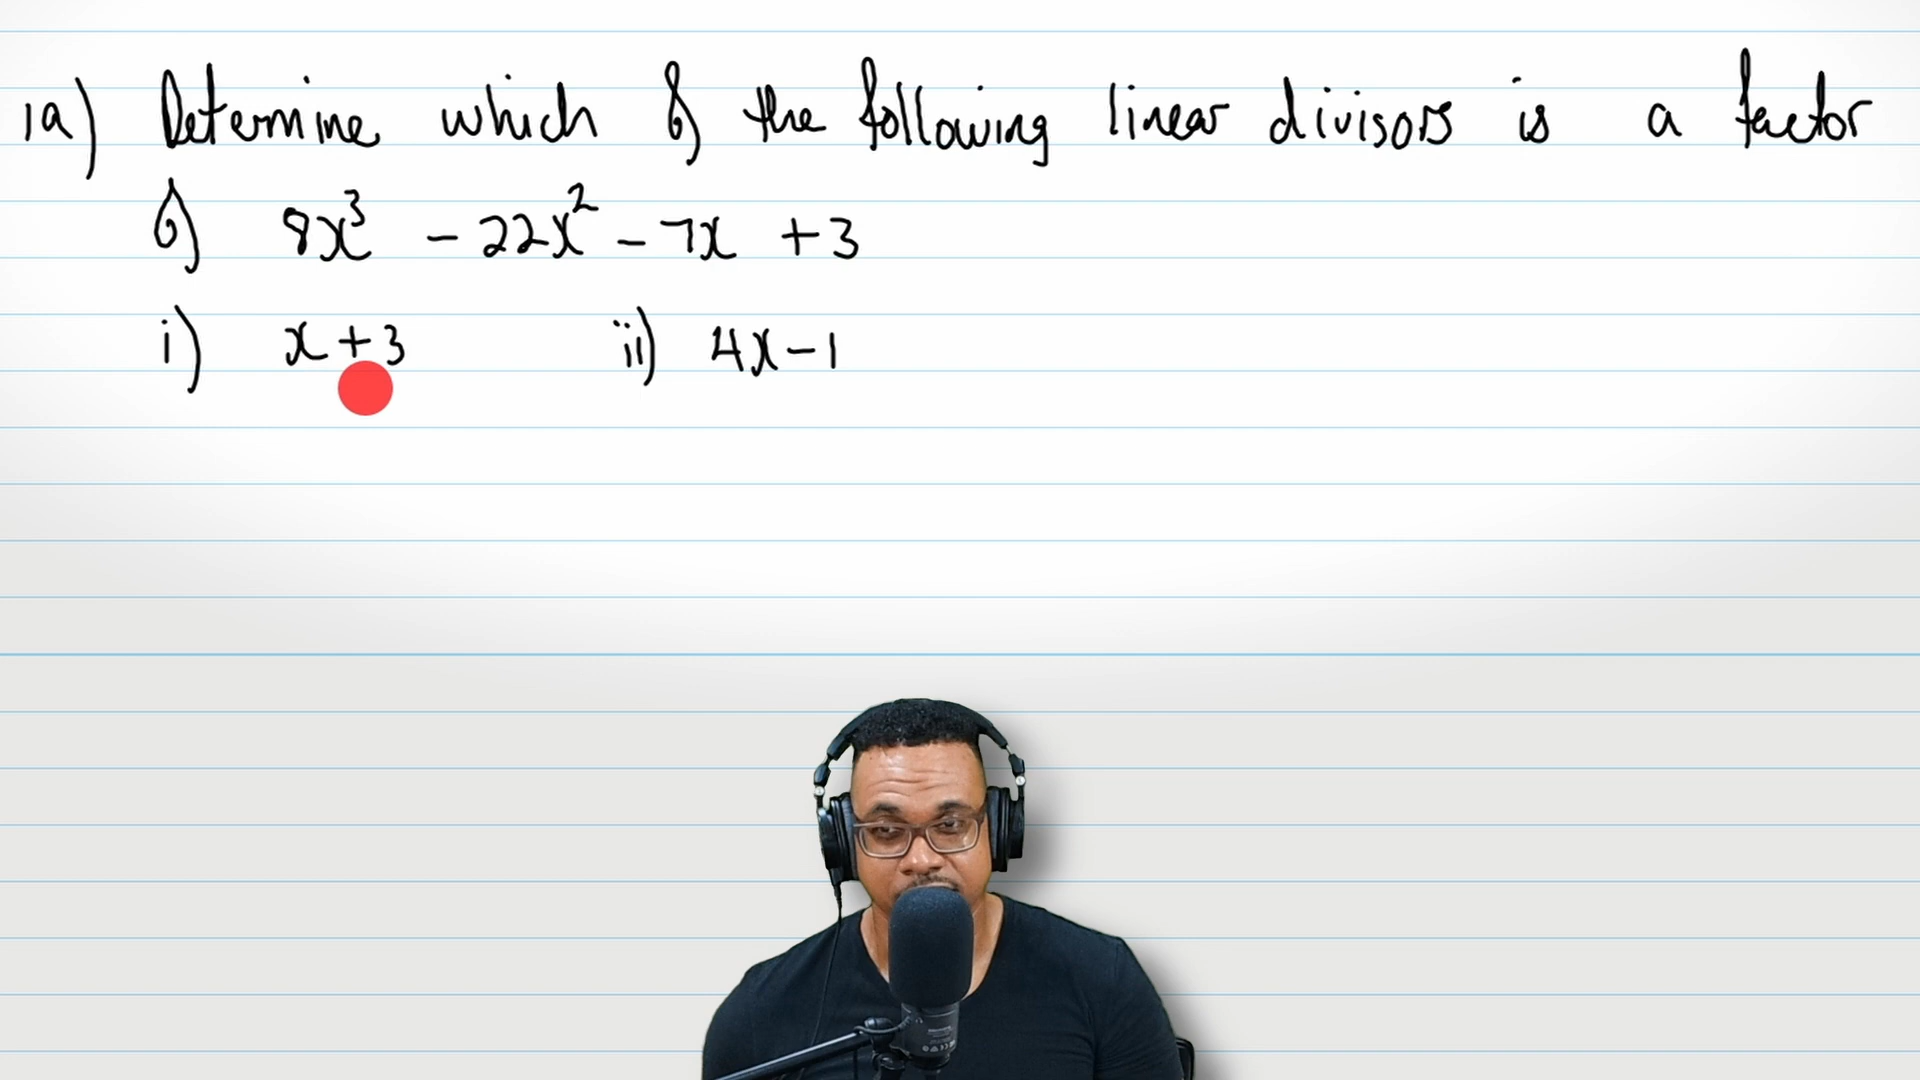 1a) Determine which of the following linear divisors is a factor
of 8x³ - 22x² - 7x + 3
i) x + 3 ii) 4x - 1